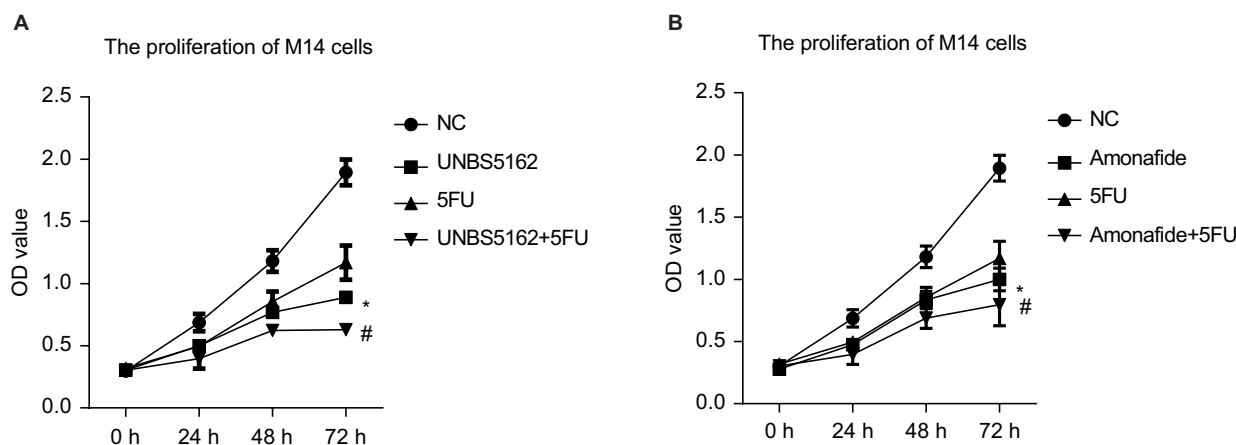 A
The proliferation of M14 cells
OD value
2.5
2.0
1.5
1.0
0.5
0.0
0 h
24 h
48 h
72 h
*
#
NC
UNBS5162
5FU
UNBS5162+5FU
B
The proliferation of M14 cells
OD value
2.5
2.0
1.5
1.0
0.5
0.0
0 h
24 h
48 h
72 h
*
#
NC
Amonafide
5FU
Amonafide+5FU